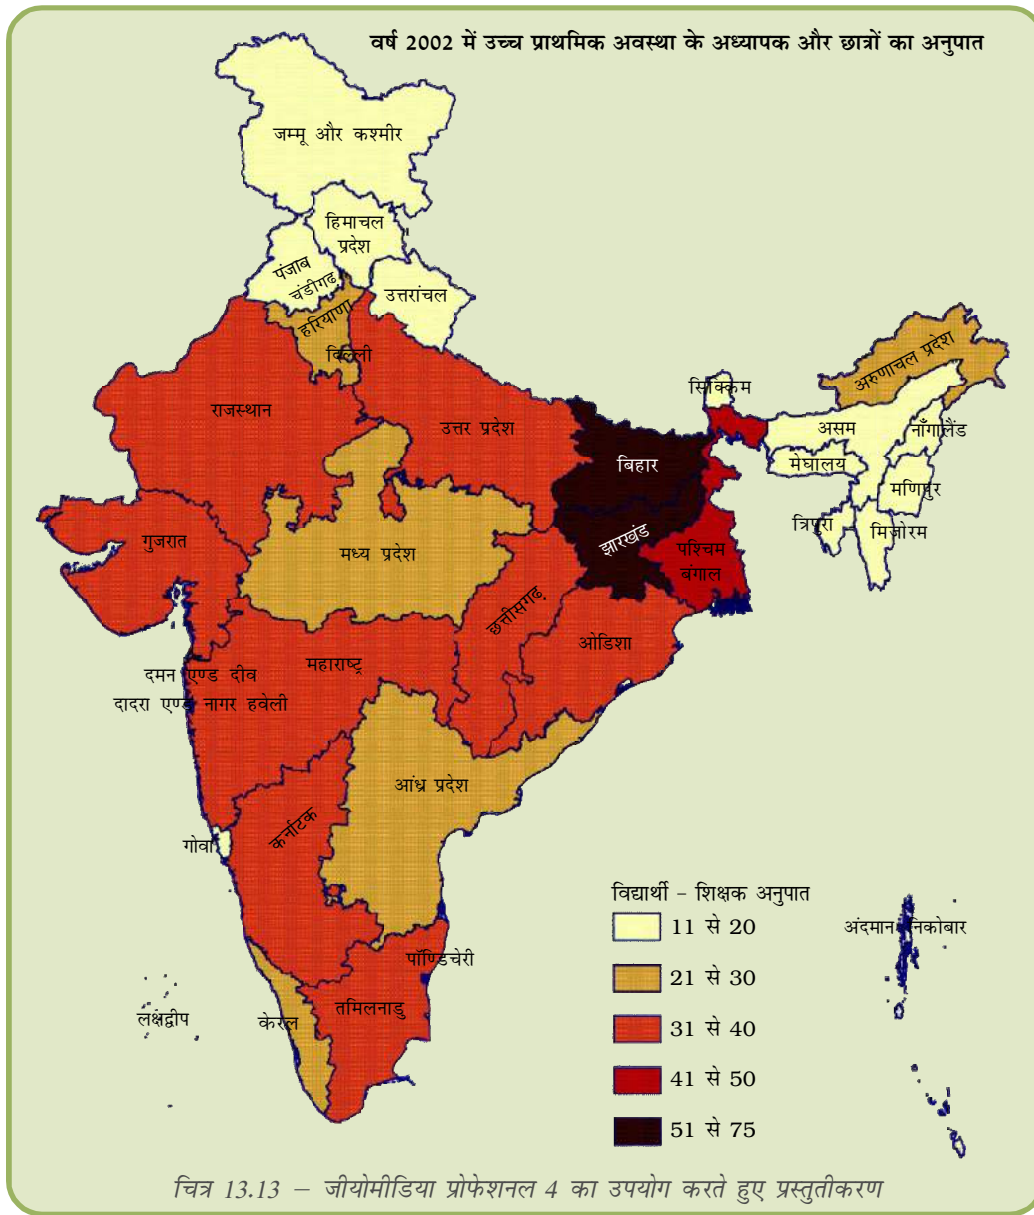 वर्ष 2002 में उच्च प्राथमिक अवस्था के अध्यापक और छात्रों का अनुपात
जम्मू और कश्मीर
हिमाचल
प्रदेश
पंजाब
चंडीगढ़
उत्तरांचल
हरियाणा
दिल्ली
राजस्थान
उत्तर प्रदेश
अरुणाचल प्रदेश
सिक्किम
असम
नाँगालैंड
मेघालय
बिहार
मणिपुर
त्रिपुरा
मिजोरम
गुजरात
मध्य प्रदेश
झारखंड
पश्चिम
बंगाल
छत्तीसगढ़
ओडिशा
महाराष्ट्र
दमन एण्ड दीव
दादरा एण्ड नागर हवेली
आंध्र प्रदेश
कर्नाटक
गोवा
विद्यार्थी – शिक्षक अनुपात
11 से 20
अंदमान निकोबार
पॉण्डिचेरी
21 से 30
लक्षद्वीप
केरल
तमिलनाडु
31 से 40
41 से 50
51 से 75
चित्र 13.13 – जीयोमीडिया प्रोफेशनल 4 का उपयोग करते हुए प्रस्तुतीकरण